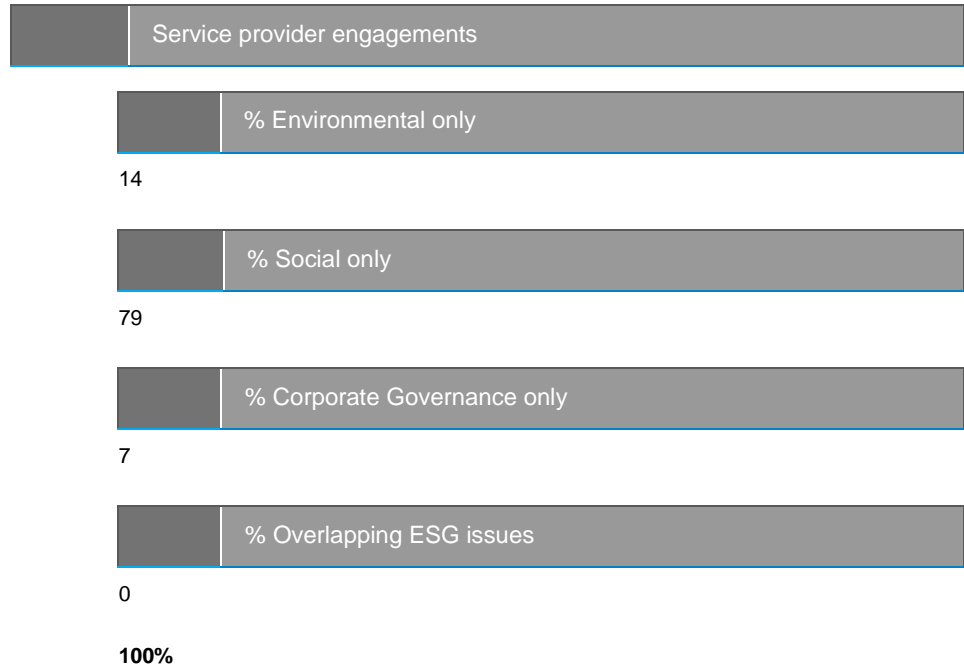 Service provider engagements
% Environmental only
14
% Social only
79
% Corporate Governance only
7
% Overlapping ESG issues
0
100%